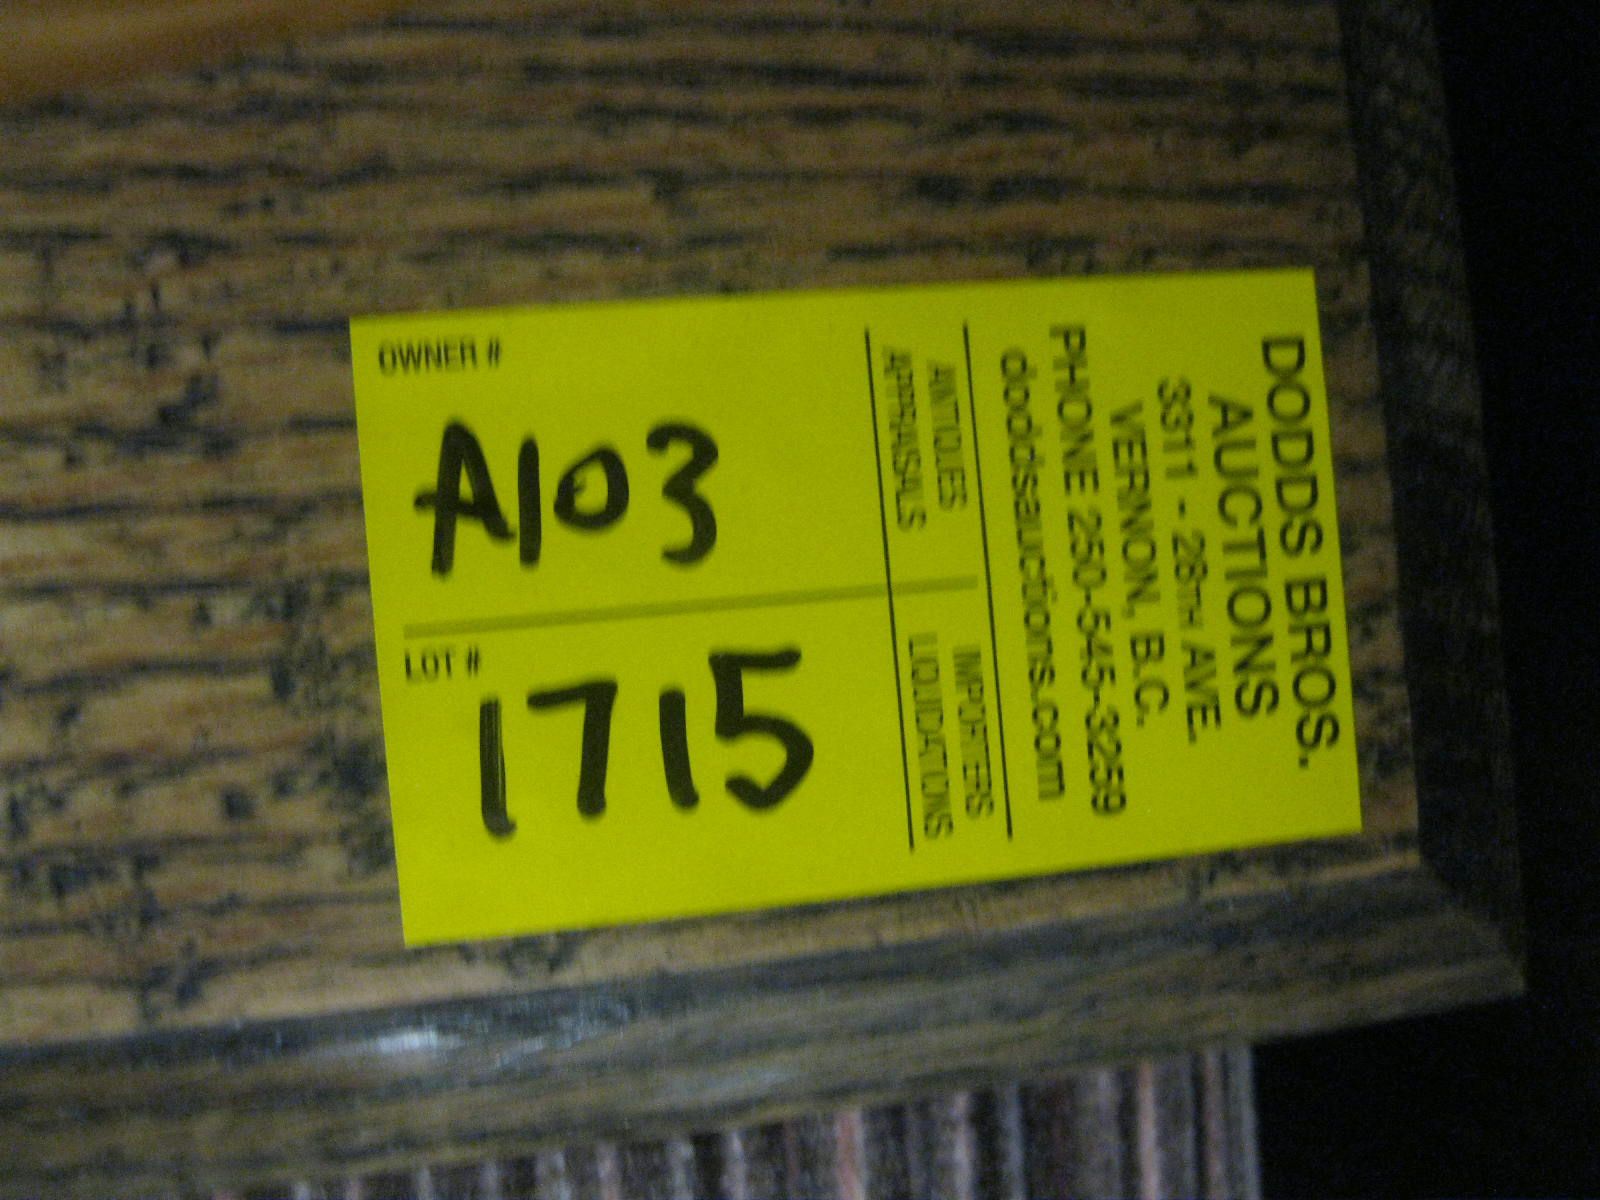 DODDS BROS.
AUCTIONS
3311 - 28TH AVE.
VERNON, B.C.
PHONE 250-545-3259
doddsauctions.com
ANTIQUES IMPORTERS
APPRAISALS LIQUIDATIONS
OWNER #
A103
LOT #
1715